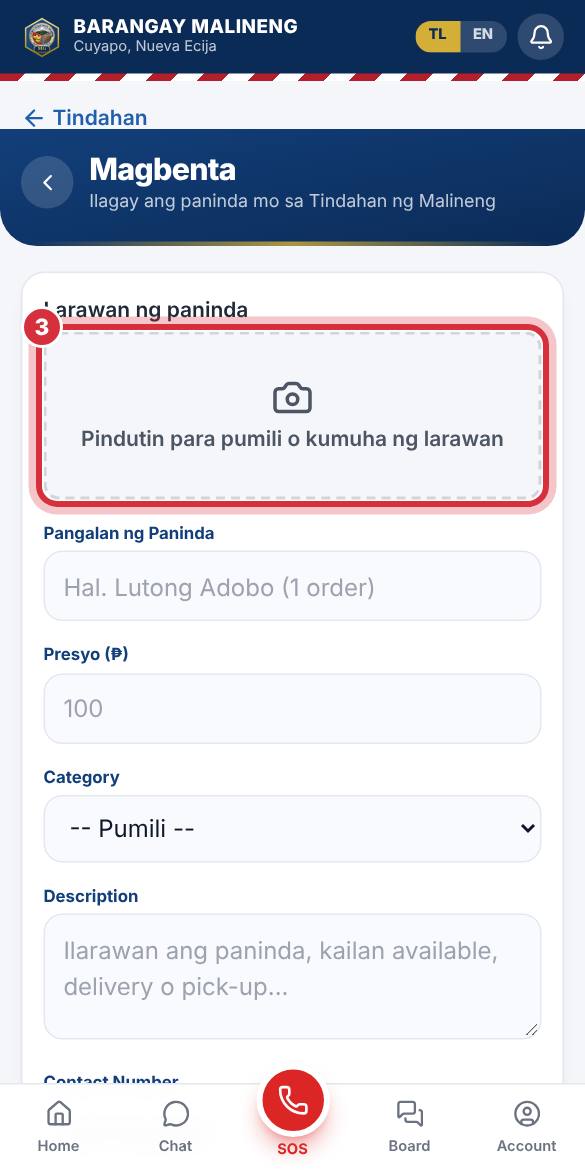 BARANGAY MALINENG
Cuyapo, Nueva Ecija
TL EN
← Tindahan
Magbenta
Ilagay ang paninda mo sa Tindahan ng Malineng
Larawan ng paninda
3
Pindutin para pumili o kumuha ng larawan
Pangalan ng Paninda
Hal. Lutong Adobo (1 order)
Presyo (₱)
100
Category
-- Pumili --
Description
Ilarawan ang paninda, kailan available,
delivery o pick-up...
Contact Number
Home
Chat
SOS
Board
Account